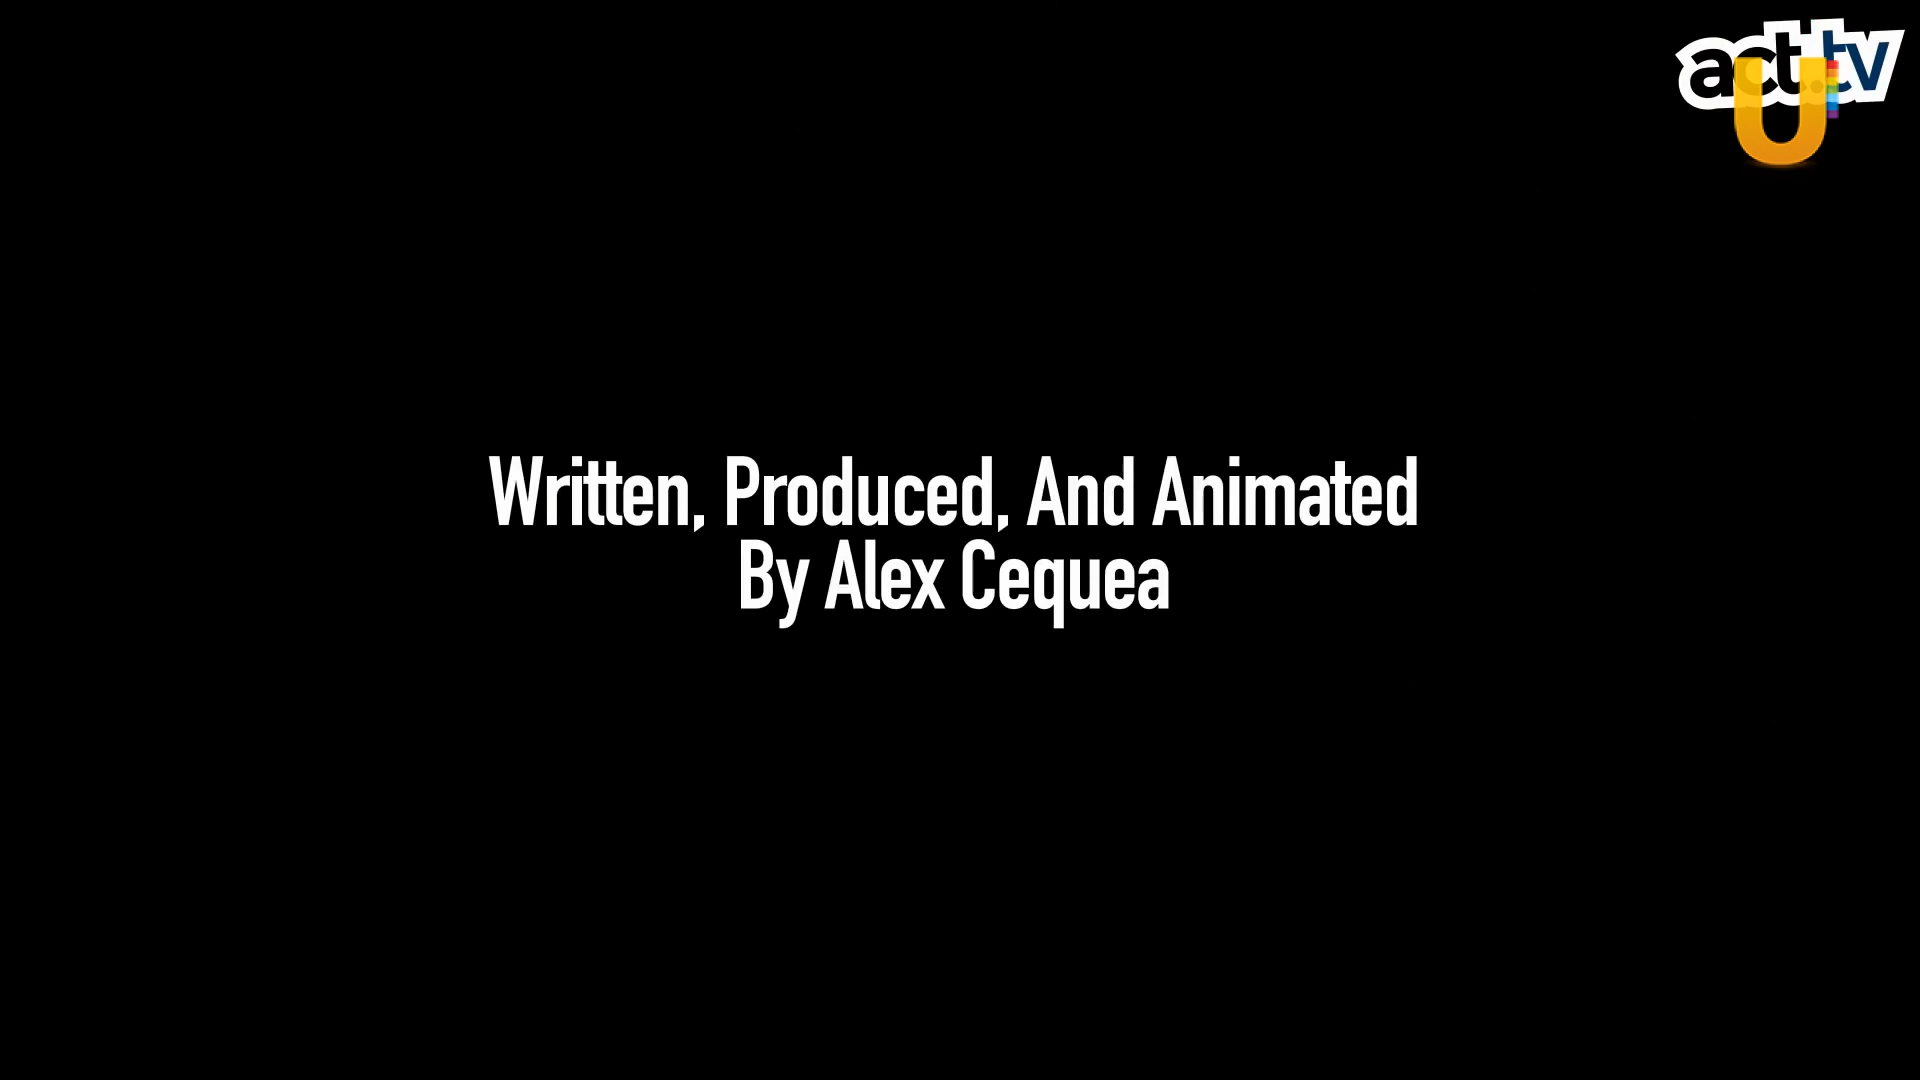 act.tv
U
Written, Produced, And Animated
By Alex Cequea